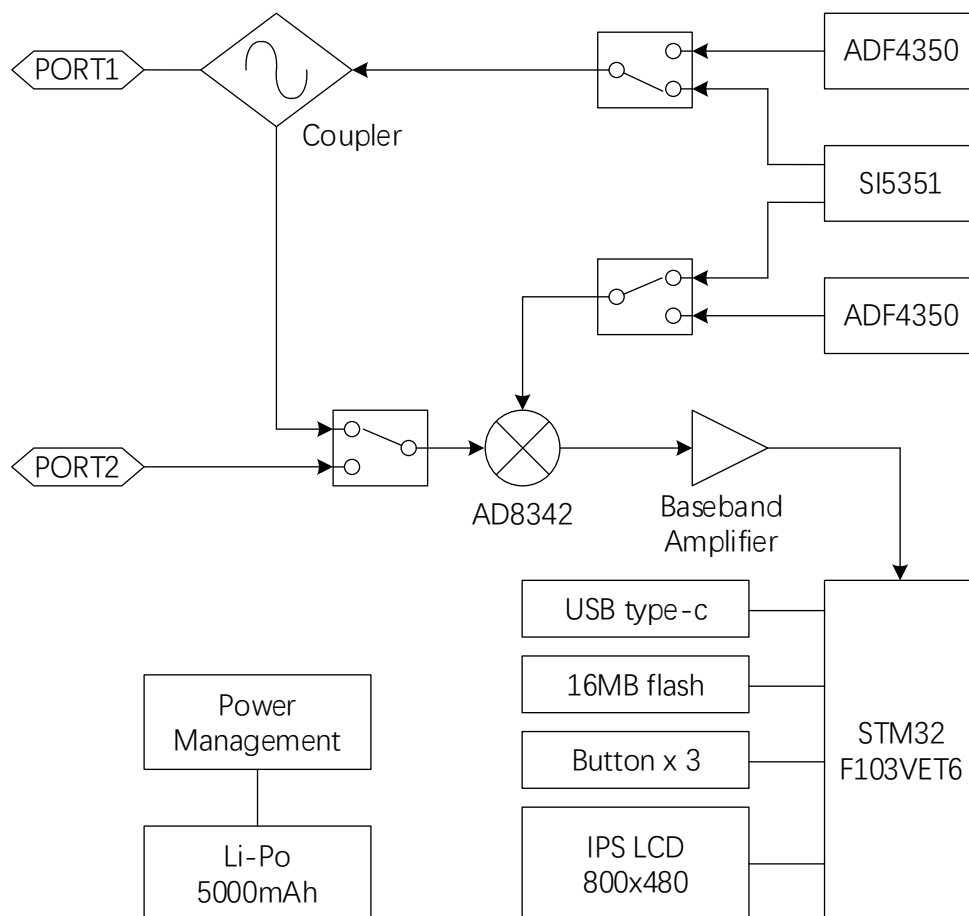 PORT1
ADF4350
Coupler
SI5351
ADF4350
PORT2
AD8342
Baseband
Amplifier
USB type-c
16MB flash
Power
Management
Button x 3
STM32
F103VET6
Li-Po
5000mAh
IPS LCD
800x480